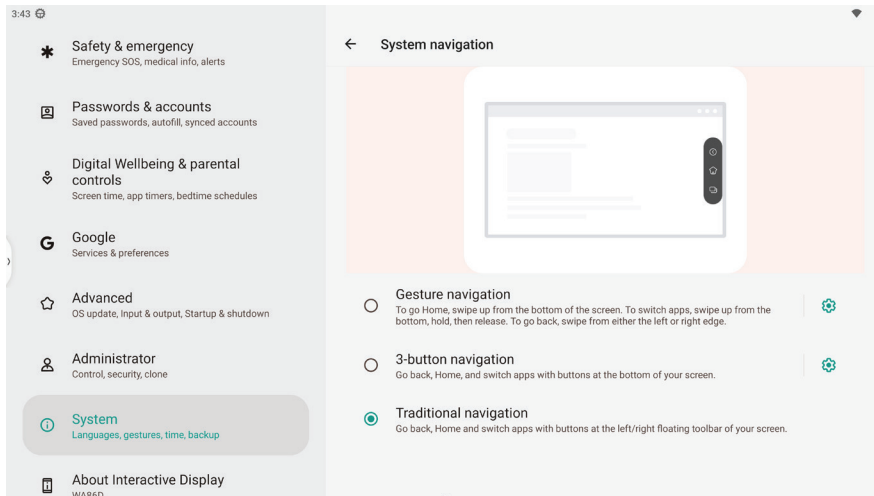 3:43
Safety & emergency
Emergency SOS, medical info, alerts
Passwords & accounts
Saved passwords, autofill, synced accounts
Digital Wellbeing & parental
controls
Screen time, app timers, bedtime schedules
Google
Services & preferences
Advanced
OS update, Input & output, Startup & shutdown
Administrator
Control, security, clone
System
Languages, gestures, time, backup
About Interactive Display
WA86D
System navigation
Gesture navigation
To go Home, swipe up from the bottom of the screen. To switch apps, swipe up from the
bottom, hold, then release. To go back, swipe from either the left or right edge.
3-button navigation
Go back, Home, and switch apps with buttons at the bottom of your screen.
Traditional navigation
Go back, Home and switch apps with buttons at the left/right floating toolbar of your screen.